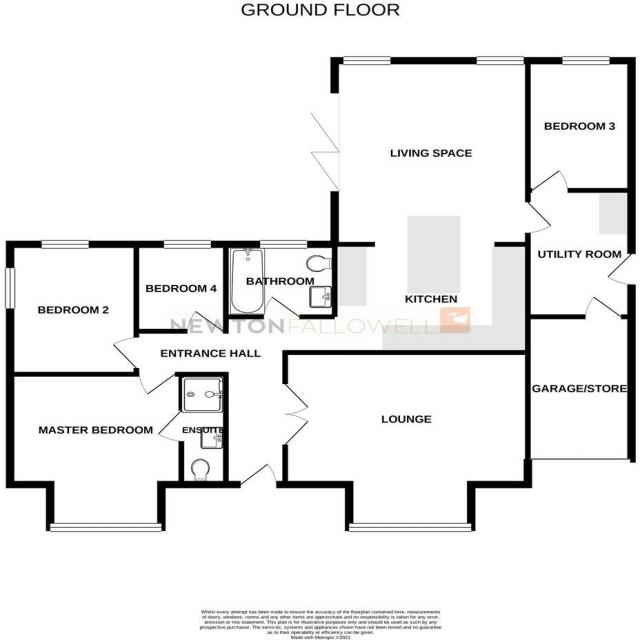 GROUND FLOOR
BEDROOM 3
LIVING SPACE
UTILITY ROOM
BATHROOM
BEDROOM 4
BEDROOM 2
KITCHEN
NEWTONFALLOWELL
ENTRANCE HALL
GARAGE/STORE
LOUNGE
MASTER BEDROOM
ENSUITE
Whilst every attempt has been made to ensure the accuracy of the floorplan contained here, measurements
of doors, windows, rooms and any other items are approximate and no responsibility is taken for any error,
omission or mis-statement. This plan is for illustrative purposes only and should be used as such by any
prospective purchaser. The services, systems and appliances shown have not been tested and no guarantee
as to their operability or efficiency can be given.
Made with Metropix ©2021